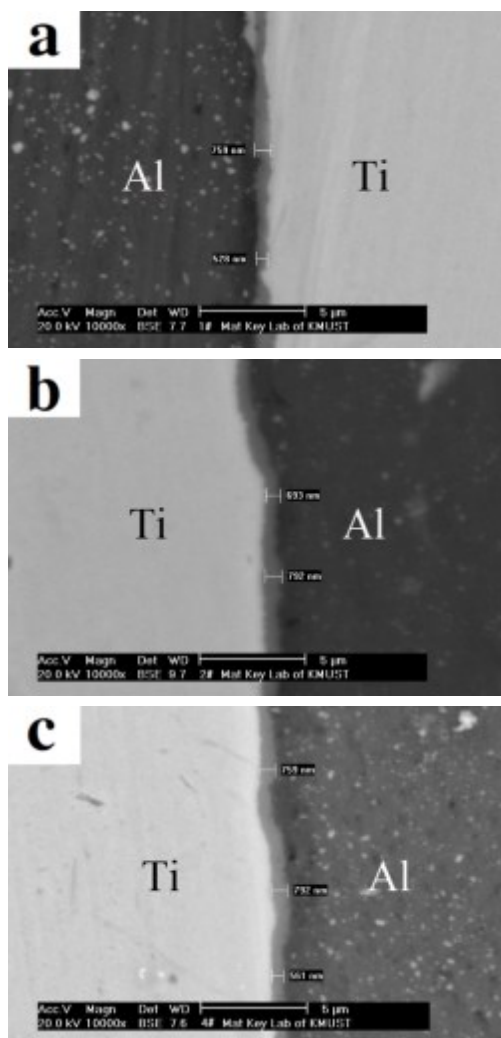 a
759 nm
Al
Ti
528 nm
Acc.V Magn Det WD 5 μm
20.0 kV 10000x BSE 7.7 1# Mat Key Lab of KMUST
b
693 nm
Ti
Al
792 nm
Acc.V Magn Det WD 5 μm
20.0 kV 10000x BSE 9.7 2# Mat Key Lab of KMUST
c
759 nm
Ti
Al
792 nm
561 nm
Acc.V Magn Det WD 5 μm
20.0 kV 10000x BSE 7.6 4# Mat Key Lab of KMUST